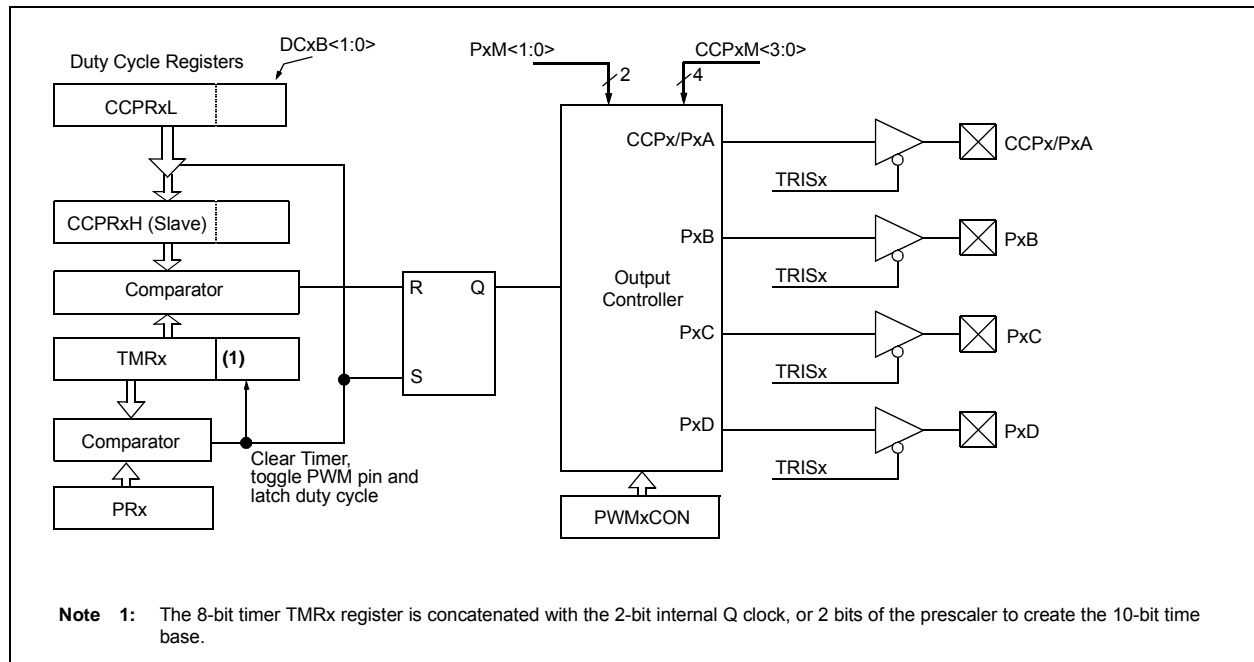 DCxB<1:0>
Duty Cycle Registers
CCPRxL
CCPRxH (Slave)
Comparator
TMRx
(1)
Comparator
PRx
Clear Timer,
toggle PWM pin and
latch duty cycle
R
Q
S
PxM<1:0>
2
CCPxM<3:0>
4
Output
Controller
CCPx/PxA
PxB
PxC
PxD
PWMxCON
TRISx
CCPx/PxA
TRISx
PxB
TRISx
PxC
TRISx
PxD
Note 1: The 8-bit timer TMRx register is concatenated with the 2-bit internal Q clock, or 2 bits of the prescaler to create the 10-bit time
base.